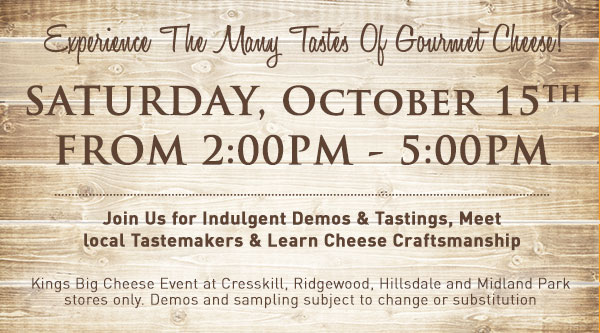 Experience The Many Tastes Of Gourmet Cheese!
SATURDAY, OCTOBER 15TH
FROM 2:00PM - 5:00PM
Join Us for Indulgent Demos & Tastings, Meet
local Tastemakers & Learn Cheese Craftsmanship
Kings Big Cheese Event at Cresskill, Ridgewood, Hillsdale and Midland Park
stores only. Demos and sampling subject to change or substitution